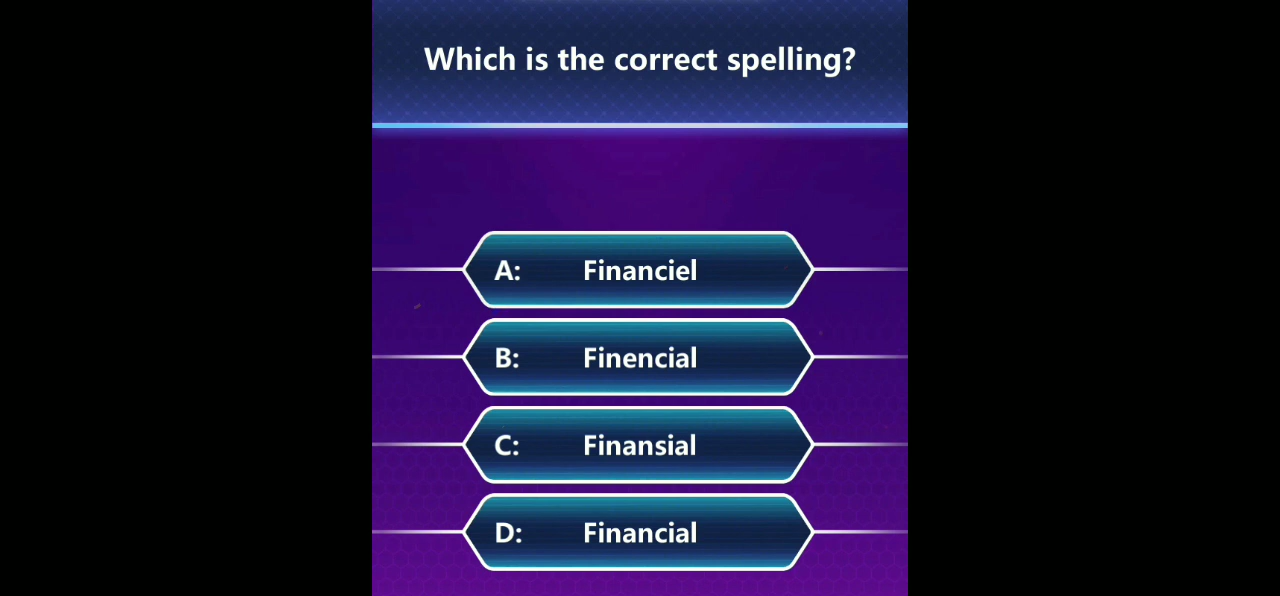 Which is the correct spelling?
A: Financiel
B: Finencial
C: Finansial
D: Financial